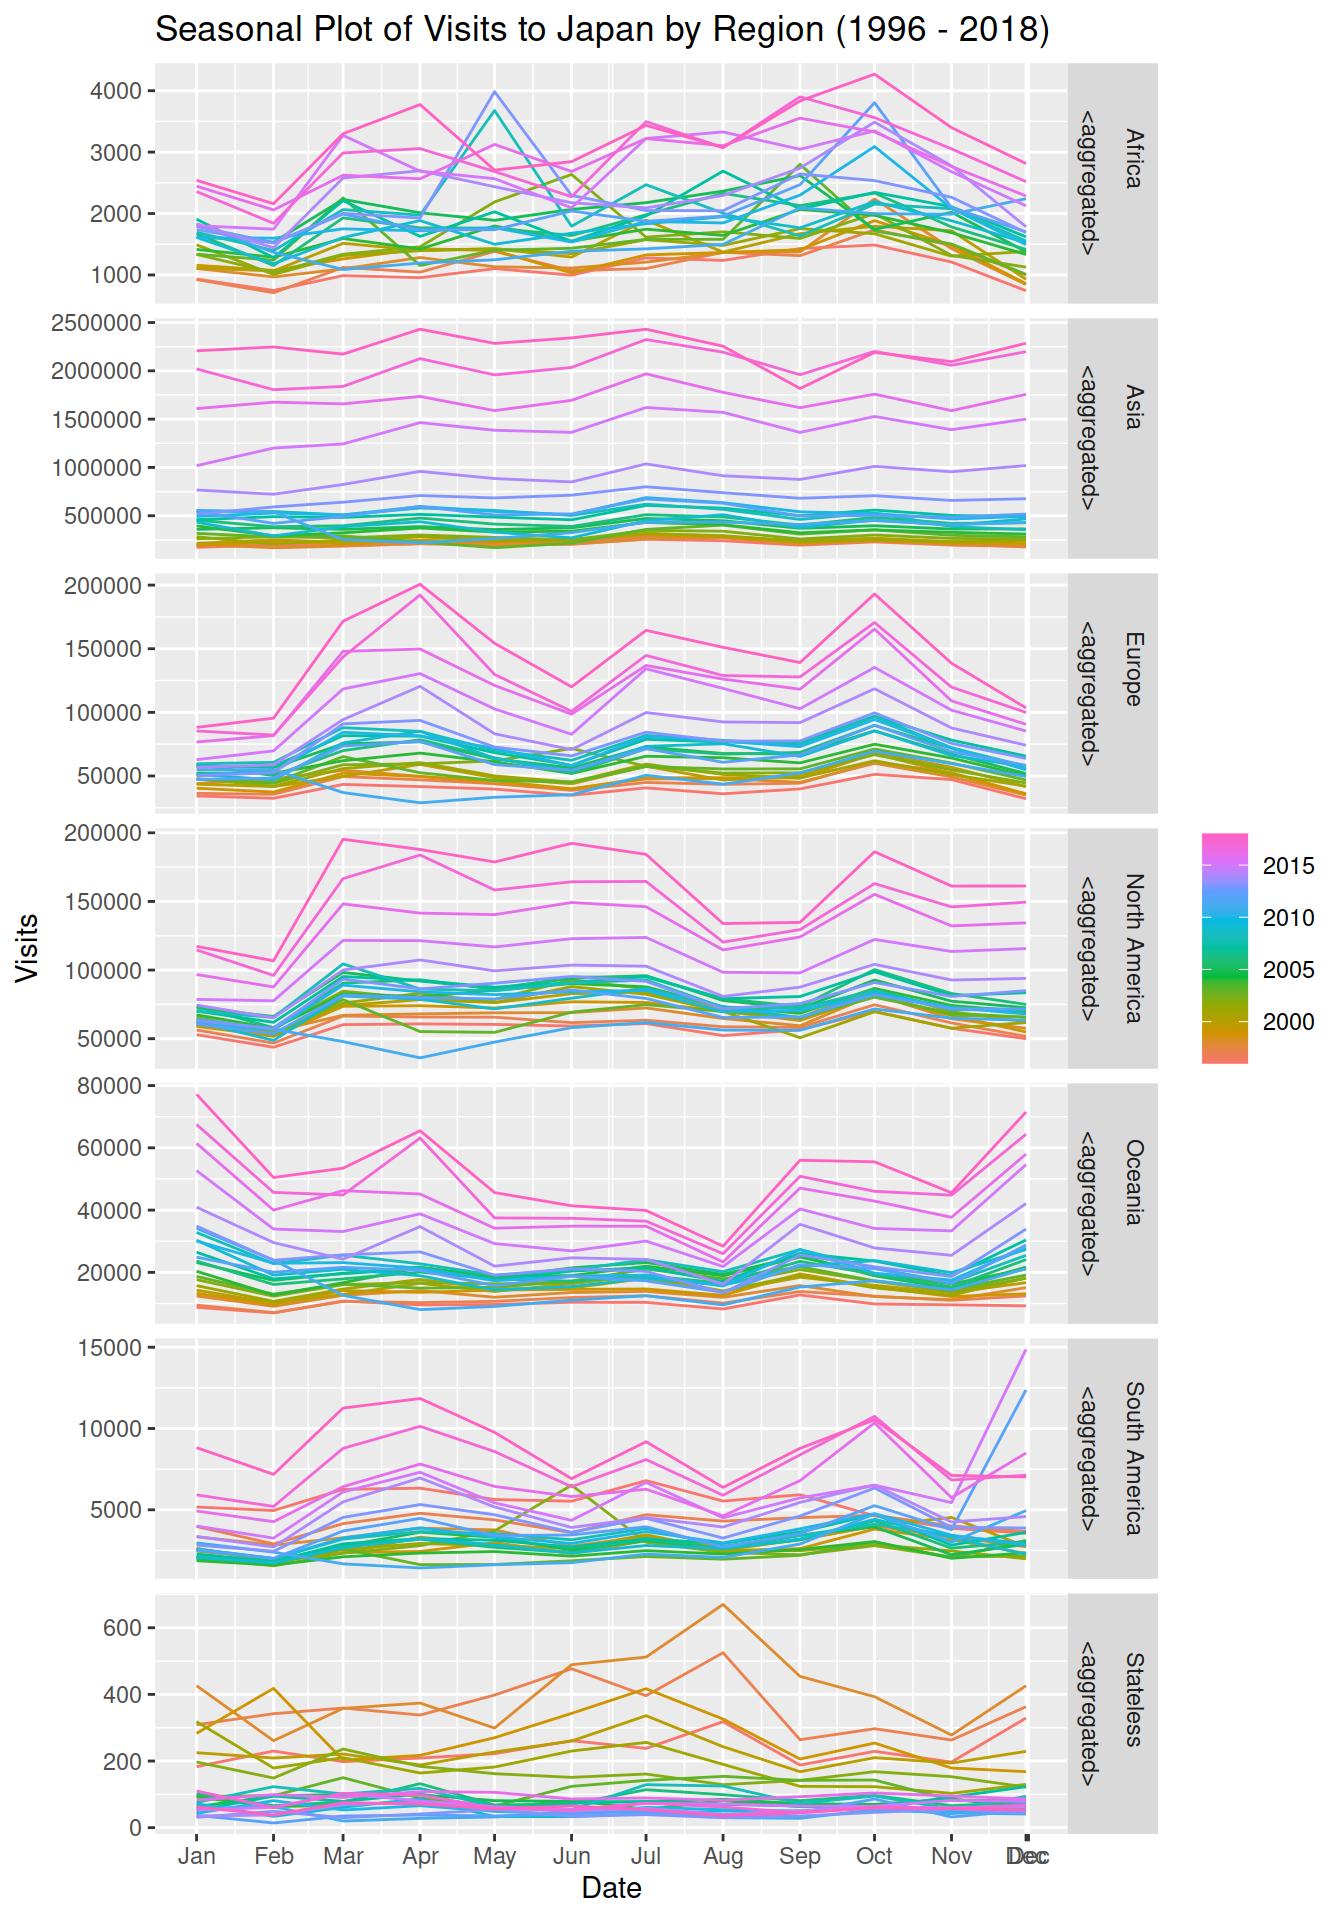 Seasonal Plot of Visits to Japan by Region (1996 - 2018)
4000
3000
2000
1000
Africa
<aggregated>
2500000
2000000
1500000
1000000
500000
Asia
<aggregated>
200000
150000
100000
50000
Europe
<aggregated>
200000
150000
100000
50000
North America
<aggregated>
80000
60000
40000
20000
Oceania
<aggregated>
15000
10000
5000
South America
<aggregated>
600
400
200
0
Stateless
<aggregated>
Visits
2015
2010
2005
2000
Jan Feb Mar Apr May Jun Jul Aug Sep Oct Nov Dec Dec
Date